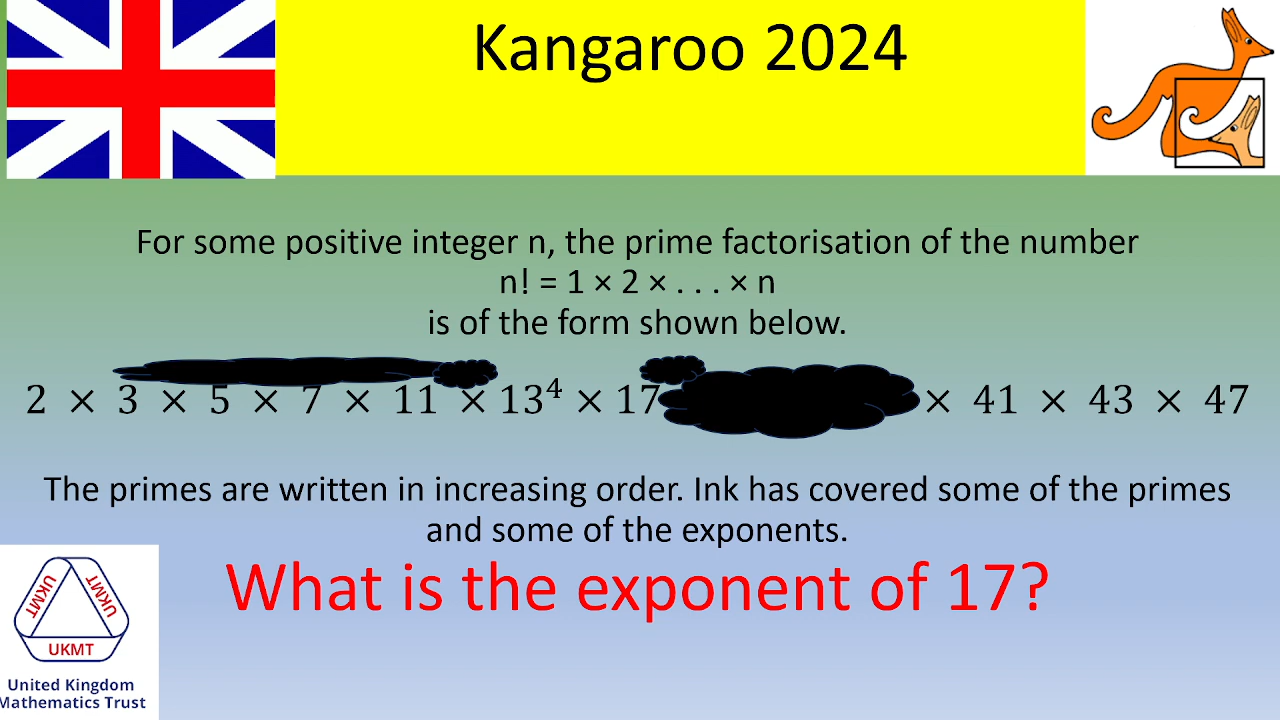 Kangaroo 2024
For some positive integer n, the prime factorisation of the number
n! = 1 × 2 × . . . × n
is of the form shown below.
2 × 3 × 5 × 7 × 11 × 13⁴ × 17 × 41 × 43 × 47
The primes are written in increasing order. Ink has covered some of the primes
and some of the exponents.
What is the exponent of 17?
UKMT
UKMT
UKMT
United Kingdom
Mathematics Trust